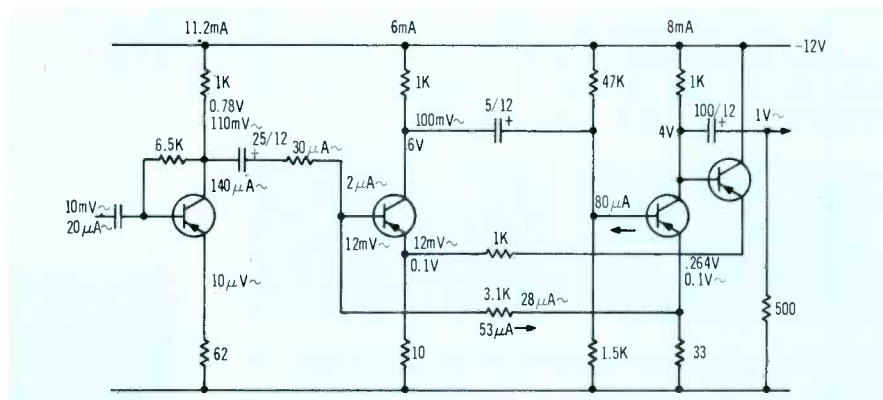 11.2mA
6mA
8mA
-12V
1K
1K
47K
1K
0.78V
110mV~
25/12
+
30μA~
100mV~
5/12
+
100/12
+
1V~
6V
4V
6.5K
140μA~
2μA~
10mV~
20μA~
80μA
12mV~
12mV~
0.1V
1K
.264V
0.1V~
10μV~
3.1K
28μA~
53μA→
500
62
10
1.5K
33